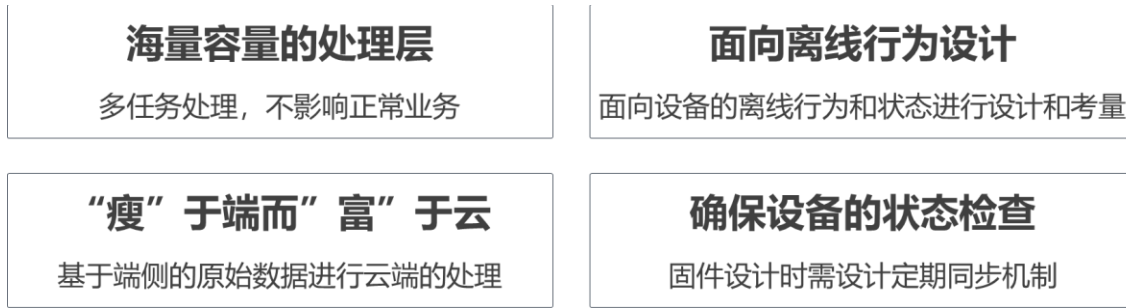 海量容量的处理层
多任务处理，不影响正常业务
面向离线行为设计
面向设备的离线行为和状态进行设计和考量
“瘦”于端而”富”于云
基于端侧的原始数据进行云端的处理
确保设备的状态检查
固件设计时需设计定期同步机制